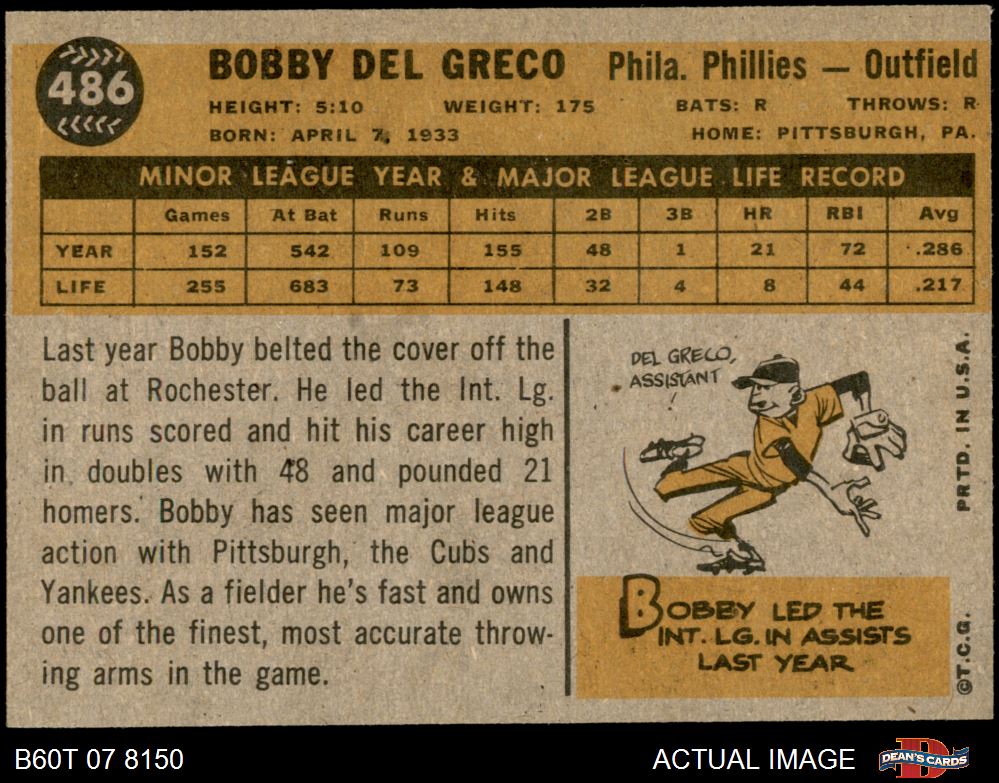 486
BOBBY DEL GRECO Phila. Phillies — Outfield
HEIGHT: 5:10 WEIGHT: 175 BATS: R THROWS: R
BORN: APRIL 7, 1933 HOME: PITTSBURGH, PA.
MINOR LEAGUE YEAR & MAJOR LEAGUE LIFE RECORD
Games At Bat Runs Hits 2B 3B HR RBI Avg
YEAR 152 542 109 155 48 1 21 72 .286
LIFE 255 683 73 148 32 4 8 44 .217
Last year Bobby belted the cover off the
ball at Rochester. He led the Int. Lg.
in runs scored and hit his career high
in doubles with 48 and pounded 21
homers. Bobby has seen major league
action with Pittsburgh, the Cubs and
Yankees. As a fielder he's fast and owns
one of the finest, most accurate throw-
ing arms in the game.
DEL GRECO,
ASSISTANT
!
BOBBY LED THE
INT. LG. IN ASSISTS
LAST YEAR
PRTD. IN U.S.A.
©T.C.G.
B60T 07 8150
ACTUAL IMAGE
DEAN'S CARDS